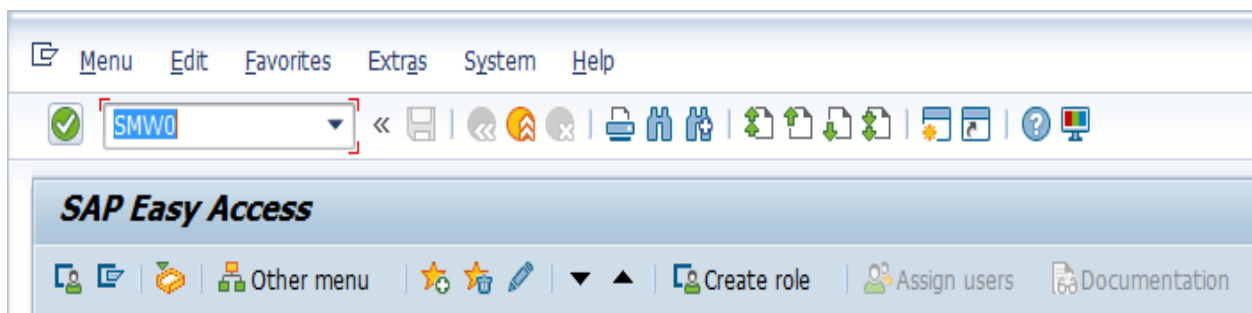 Menu Edit Favorites Extras System Help
SMW0
SAP Easy Access
Other menu Create role Assign users Documentation